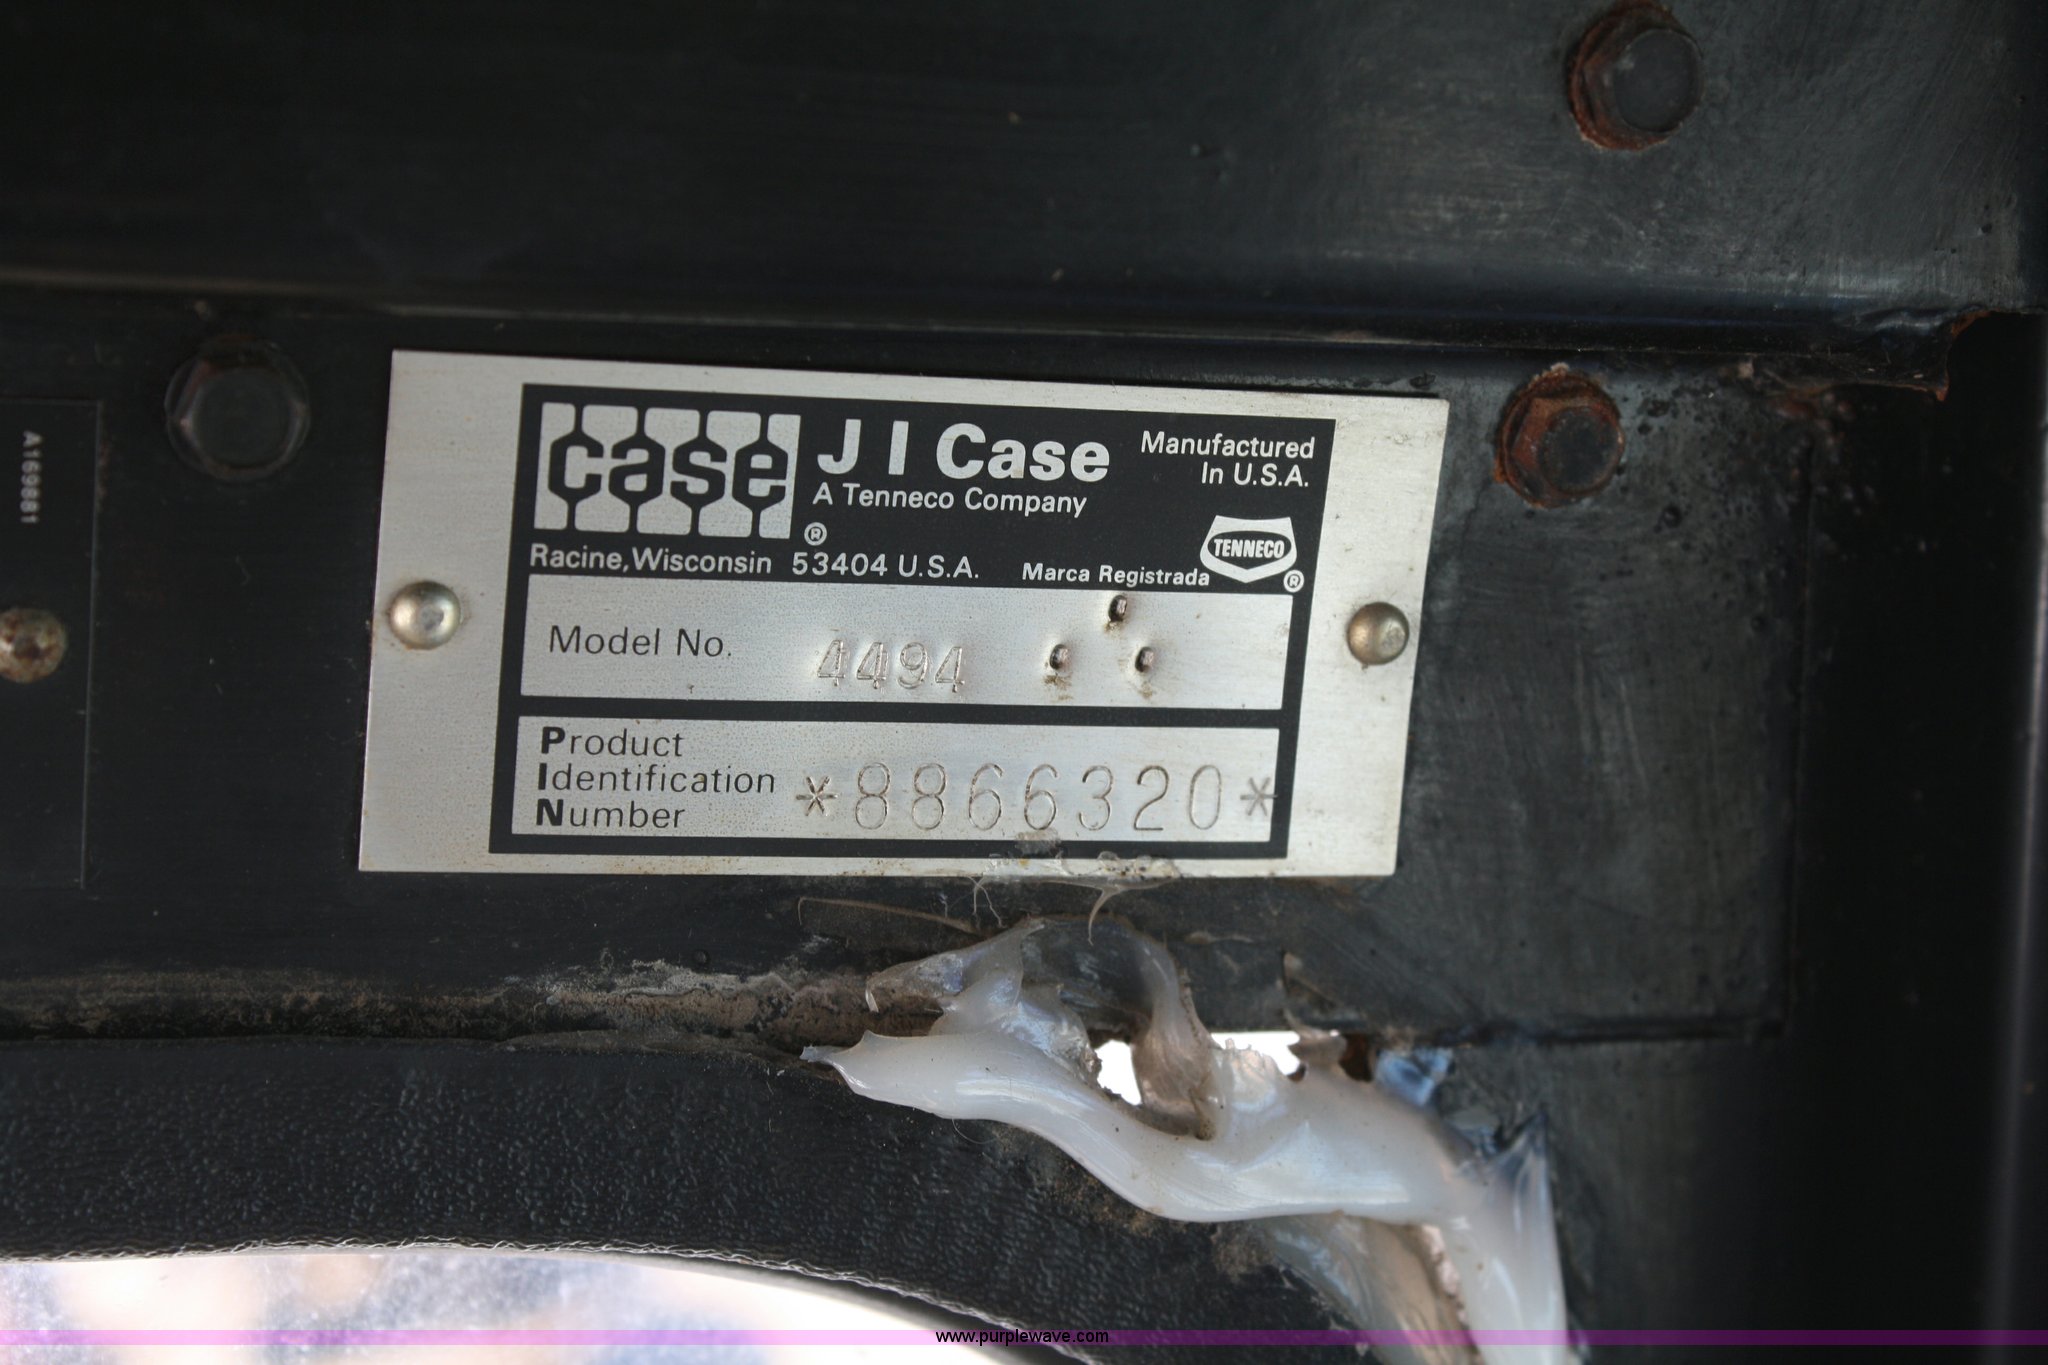 case
J I Case
A Tenneco Company
®
Manufactured
In U.S.A.
Racine, Wisconsin 53404 U.S.A.
Marca Registrada
TENNECO
®
Model No. 4494
Product
Identification
Number
*8866320*
A169881
www.purplewave.com